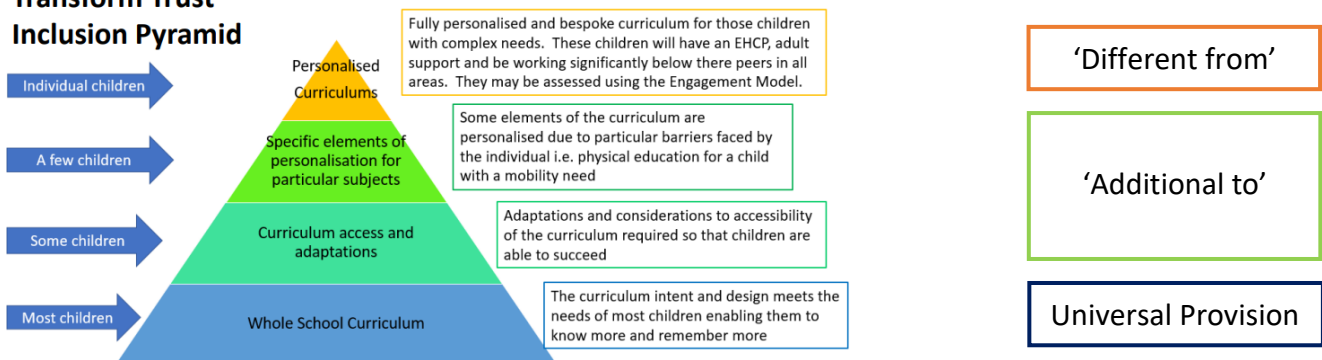 Transform Trust
Inclusion Pyramid
Individual children
Personalised
Curriculums
Fully personalised and bespoke curriculum for those children
with complex needs. These children will have an EHCP, adult
support and be working significantly below there peers in all
areas. They may be assessed using the Engagement Model.
‘Different from’
A few children
Specific elements of
personalisation for
particular subjects
Some elements of the curriculum are
personalised due to particular barriers faced by
the individual i.e. physical education for a child
with a mobility need
‘Additional to’
Some children
Curriculum access and
adaptations
Adaptations and considerations to accessibility
of the curriculum required so that children are
able to succeed
Most children
Whole School Curriculum
The curriculum intent and design meets the
needs of most children enabling them to
know more and remember more
Universal Provision